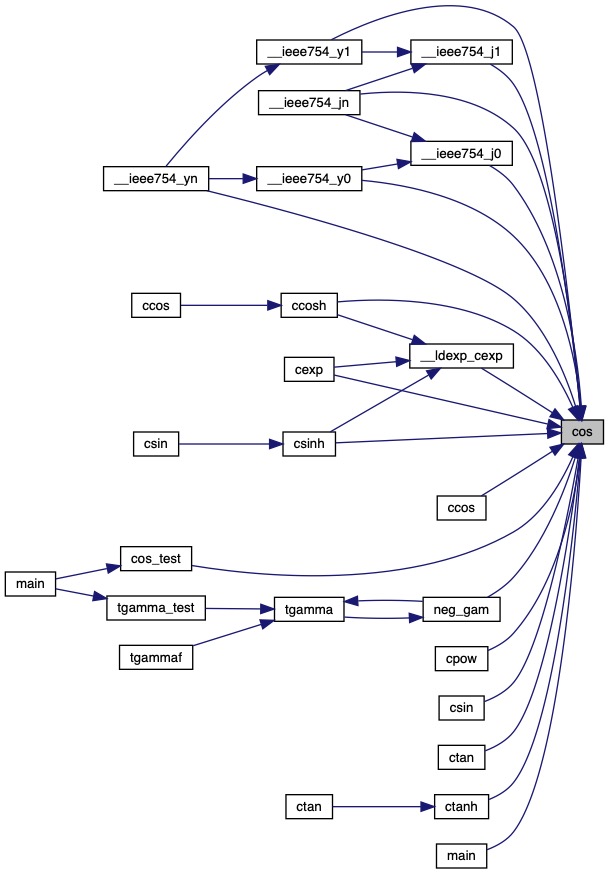 __ieee754_y1
__ieee754_j1
__ieee754_jn
__ieee754_j0
__ieee754_yn
__ieee754_y0
ccos
ccosh
__ldexp_cexp
cexp
cos
csin
csinh
ccos
cos_test
main
tgamma_test
tgamma
neg_gam
tgammaf
cpow
csin
ctan
ctan
ctanh
main